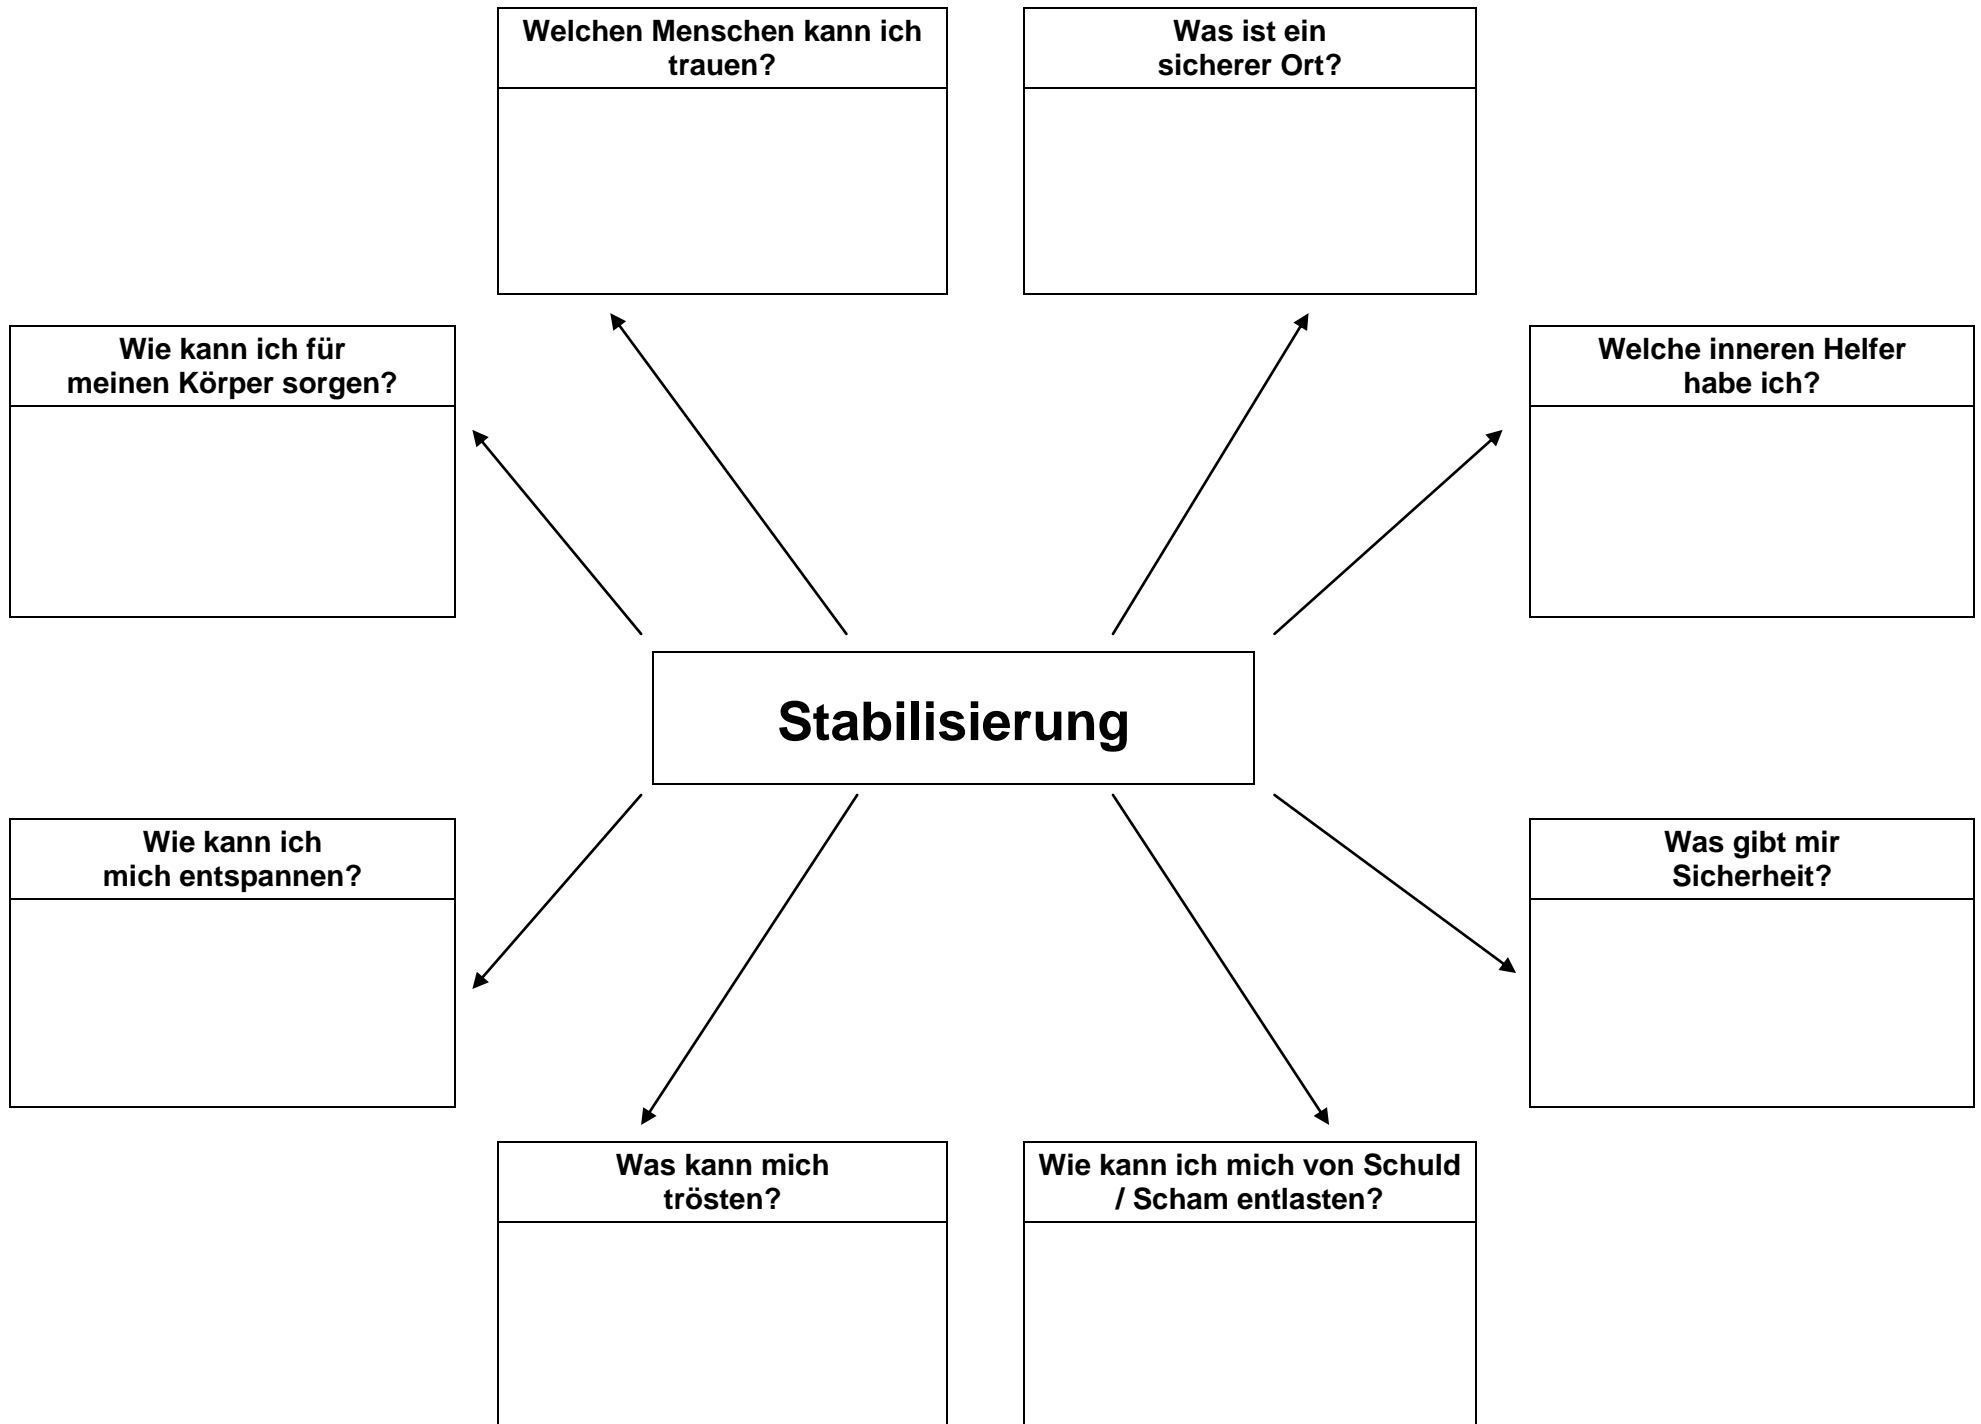 Welchen Menschen kann ich
trauen?
Was ist ein
sicherer Ort?
Wie kann ich für
meinen Körper sorgen?
Welche inneren Helfer
habe ich?
Stabilisierung
Wie kann ich
mich entspannen?
Was gibt mir
Sicherheit?
Was kann mich
trösten?
Wie kann ich mich von Schuld
/ Scham entlasten?